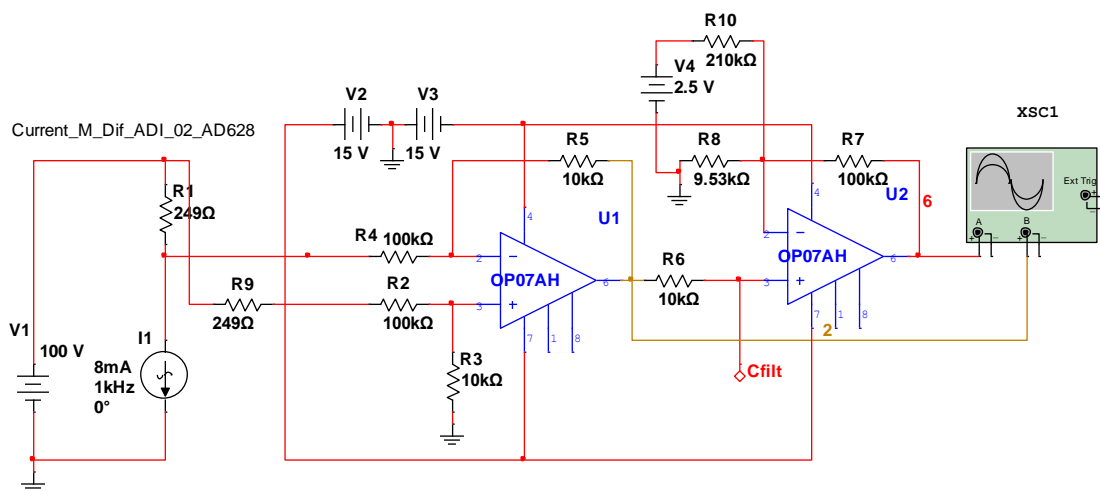 R10
210kΩ
V4
2.5 V
V2
V3
XSC1
Current_M_Dif_ADI_02_AD628
15 V
15 V
R5
10kΩ
R8
9.53kΩ
R7
100kΩ
Ext Trig
+
−
R1
249Ω
4
U1
4
U2
6
A
B
+
−
+
−
R4
100kΩ
2
−
OP07AH
6
3
+
R6
10kΩ
2
−
OP07AH
6
3
+
R9
249Ω
R2
100kΩ
7
1
8
7
1
8
2
V1
100 V
I1
8mA
1kHz
0°
R3
10kΩ
Cfilt